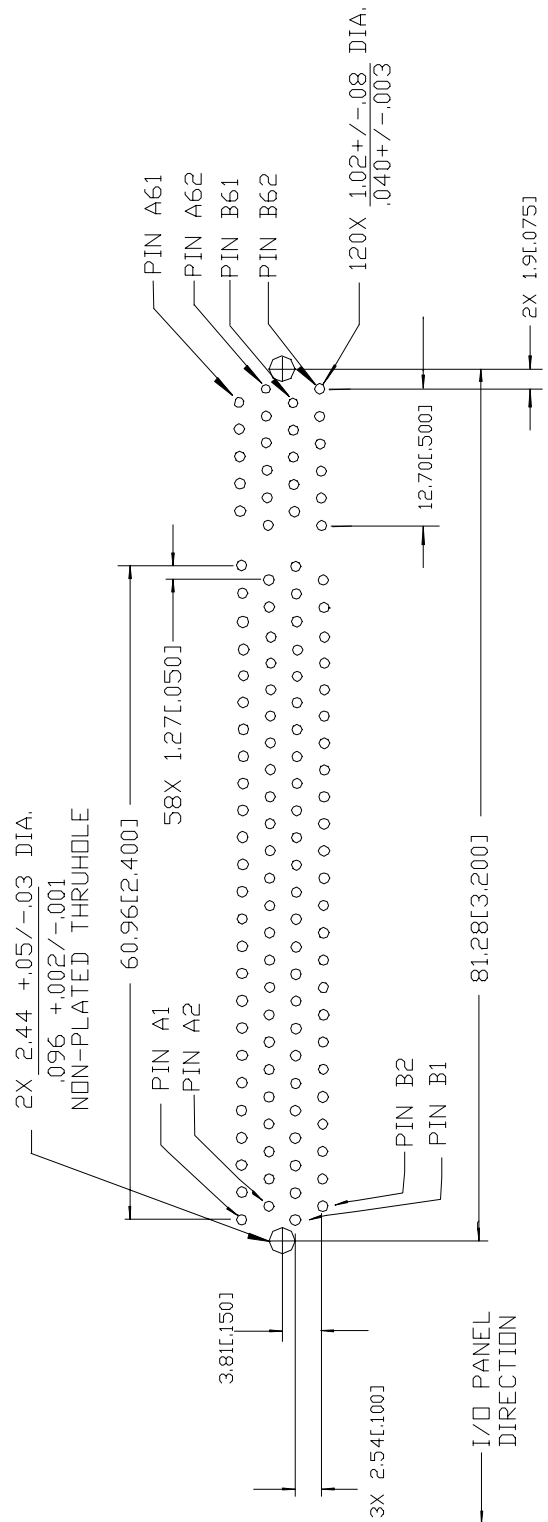 2X 2.44 +.05/-.03 DIA.
.096 +.002/-.001
NON-PLATED THRUHOLE
60.96[2.400]
58X 1.27[.050]
PIN A1
PIN A2
PIN A61
PIN A62
PIN B61
PIN B62
120X 1.02+/-.08 DIA.
.040+/-.003
3.81[.150]
3X 2.54[.100]
PIN B2
PIN B1
12.70[.500]
81.28[3.200]
2X 1.9[.075]
I/O PANEL
DIRECTION